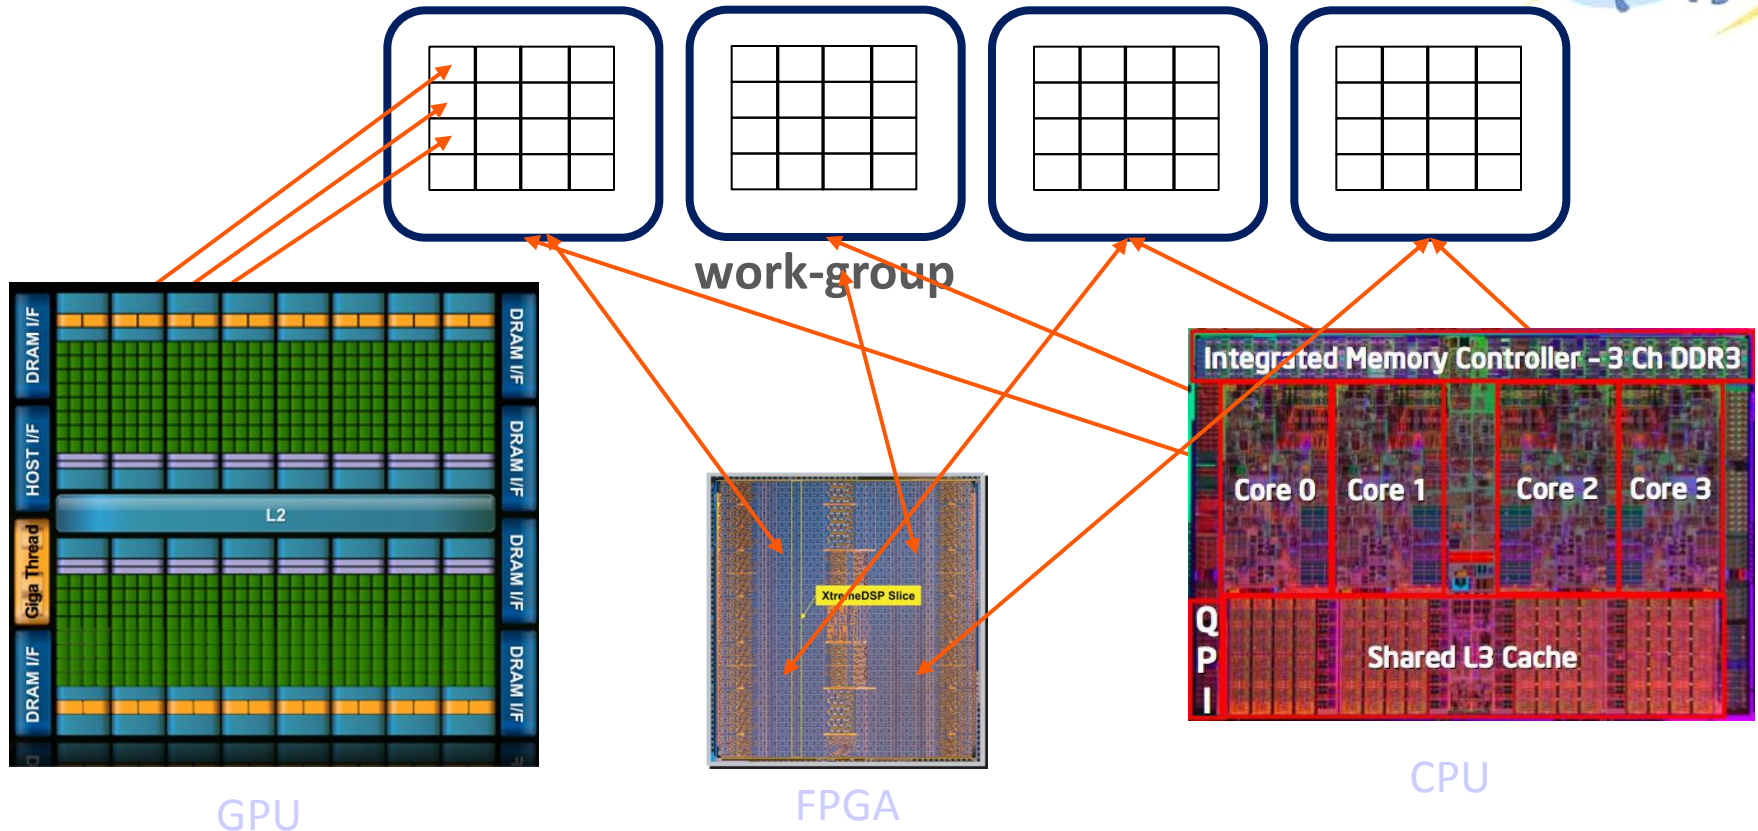 work-group
DRAM I/F
HOST I/F
Giga Thread
DRAM I/F
L2
DRAM I/F
DRAM I/F
DRAM I/F
DRAM I/F
GPU
XtremeDSP Slice
FPGA
Integrated Memory Controller - 3 Ch DDR3
Core 0
Core 1
Core 2
Core 3
QPI
Shared L3 Cache
CPU